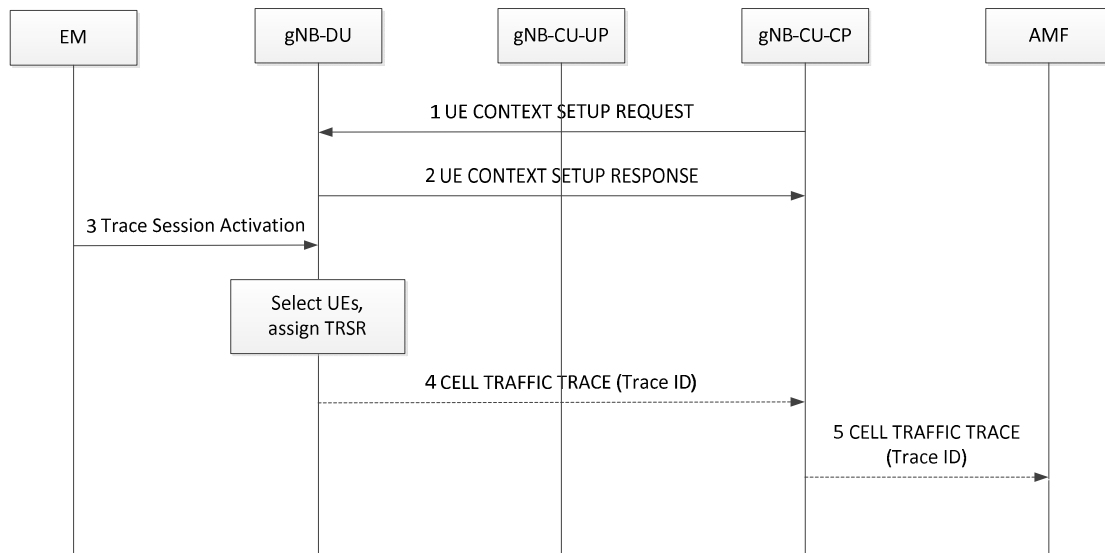 EM
gNB-DU
gNB-CU-UP
gNB-CU-CP
AMF
1 UE CONTEXT SETUP REQUEST
2 UE CONTEXT SETUP RESPONSE
3 Trace Session Activation
Select UEs,
assign TRSR
4 CELL TRAFFIC TRACE (Trace ID)
5 CELL TRAFFIC TRACE
(Trace ID)